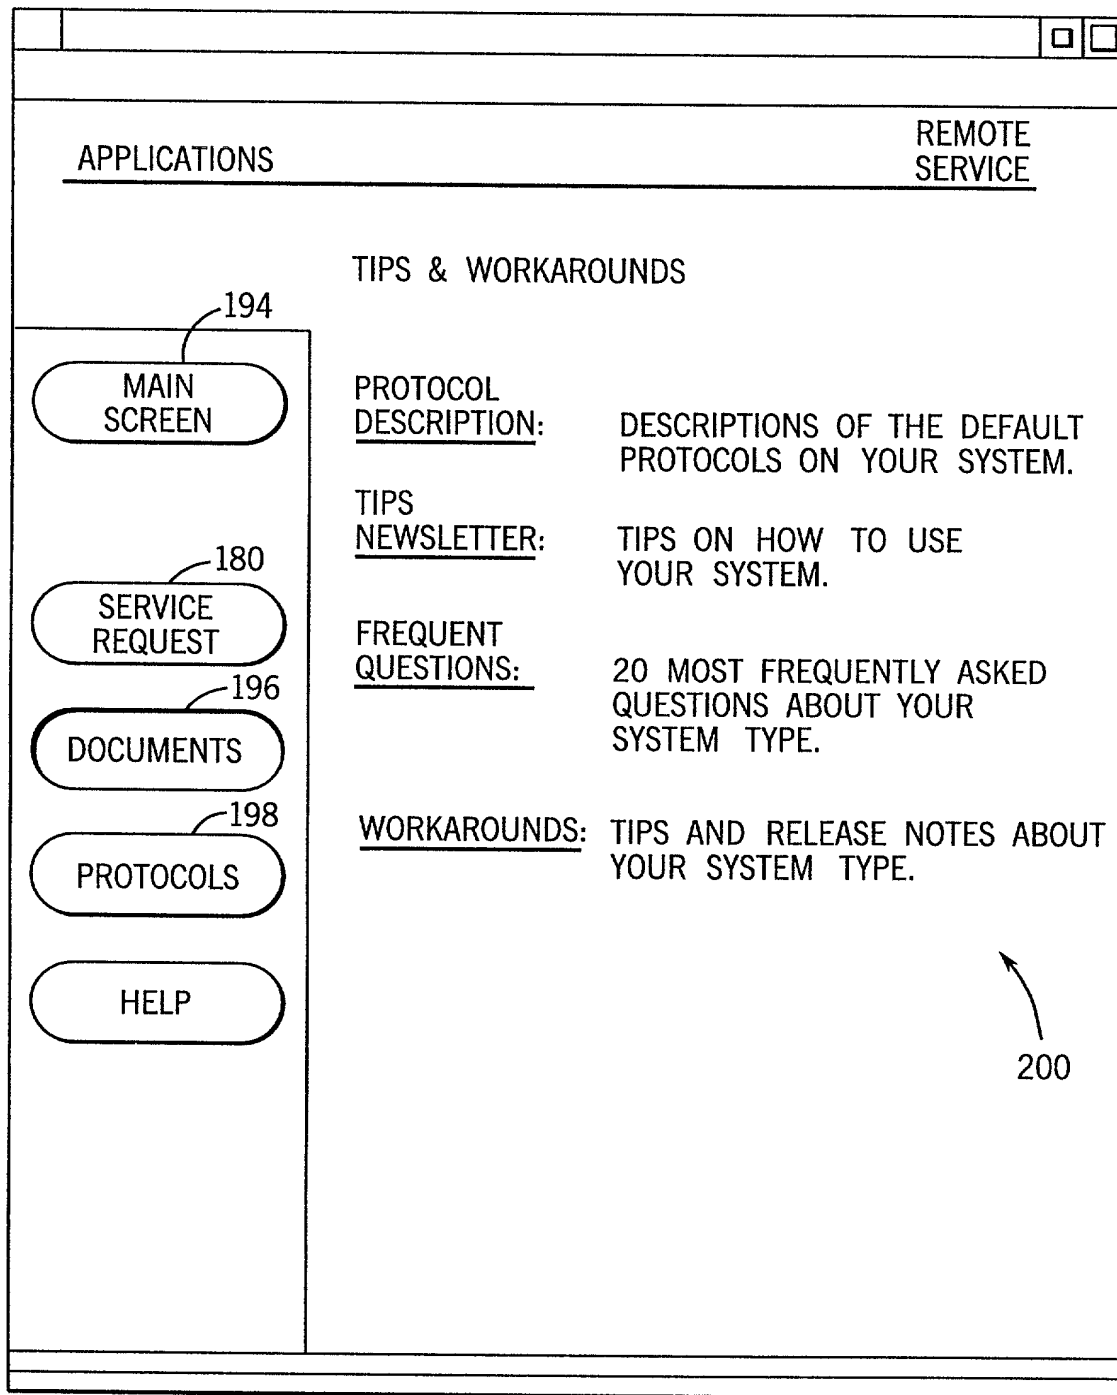 APPLICATIONS
REMOTE
SERVICE
TIPS & WORKAROUNDS
194
MAIN
SCREEN
180
SERVICE
REQUEST
196
DOCUMENTS
198
PROTOCOLS
HELP
PROTOCOL
DESCRIPTION:
DESCRIPTIONS OF THE DEFAULT
PROTOCOLS ON YOUR SYSTEM.
TIPS
NEWSLETTER:
TIPS ON HOW TO USE
YOUR SYSTEM.
FREQUENT
QUESTIONS:
20 MOST FREQUENTLY ASKED
QUESTIONS ABOUT YOUR
SYSTEM TYPE.
WORKAROUNDS:
TIPS AND RELEASE NOTES ABOUT
YOUR SYSTEM TYPE.
200